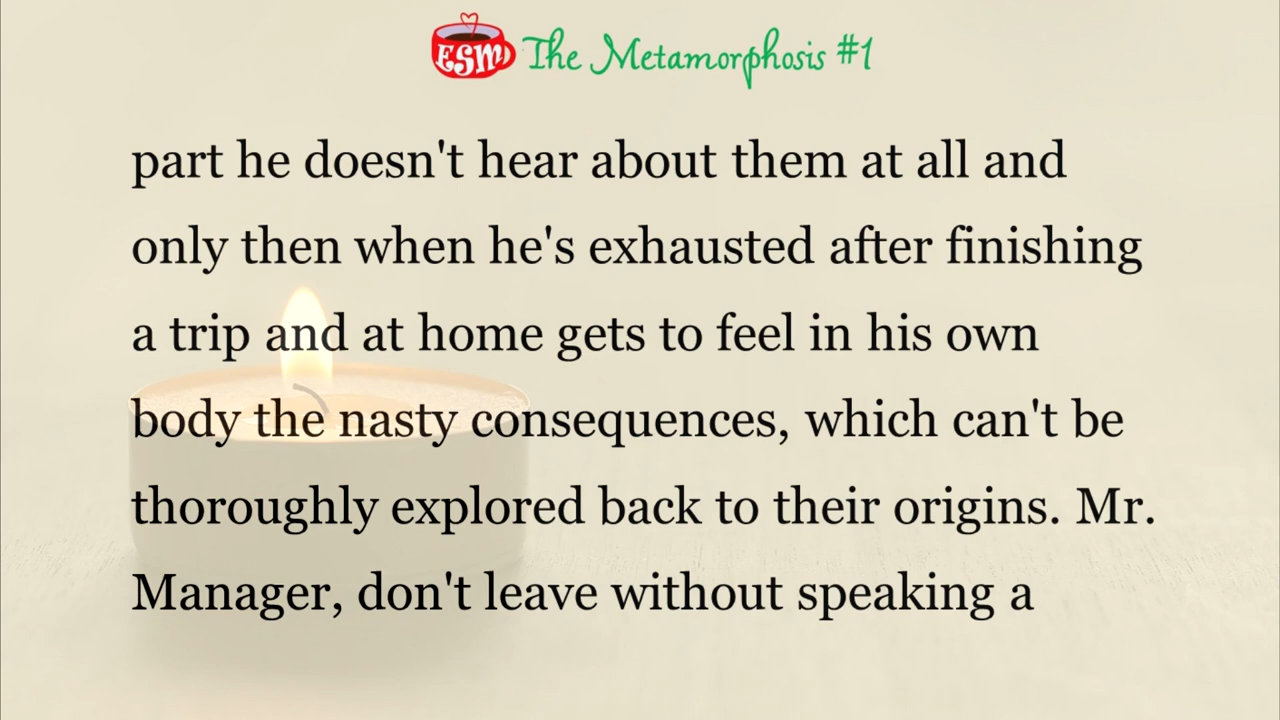 ESM The Metamorphosis #1
part he doesn't hear about them at all and
only then when he's exhausted after finishing
a trip and at home gets to feel in his own
body the nasty consequences, which can't be
thoroughly explored back to their origins. Mr.
Manager, don't leave without speaking a